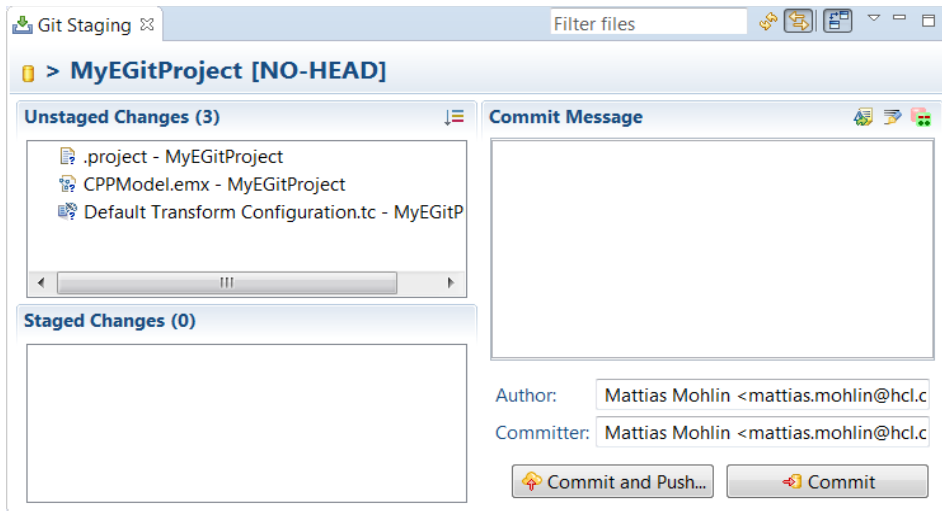 Git Staging
Filter files
> MyEGitProject [NO-HEAD]
Unstaged Changes (3)
.project - MyEGitProject
CPPModel.emx - MyEGitProject
Default Transform Configuration.tc - MyEGitP
Staged Changes (0)
Commit Message
Author: Mattias Mohlin <mattias.mohlin@hcl.c
Committer: Mattias Mohlin <mattias.mohlin@hcl.c
Commit and Push...
Commit